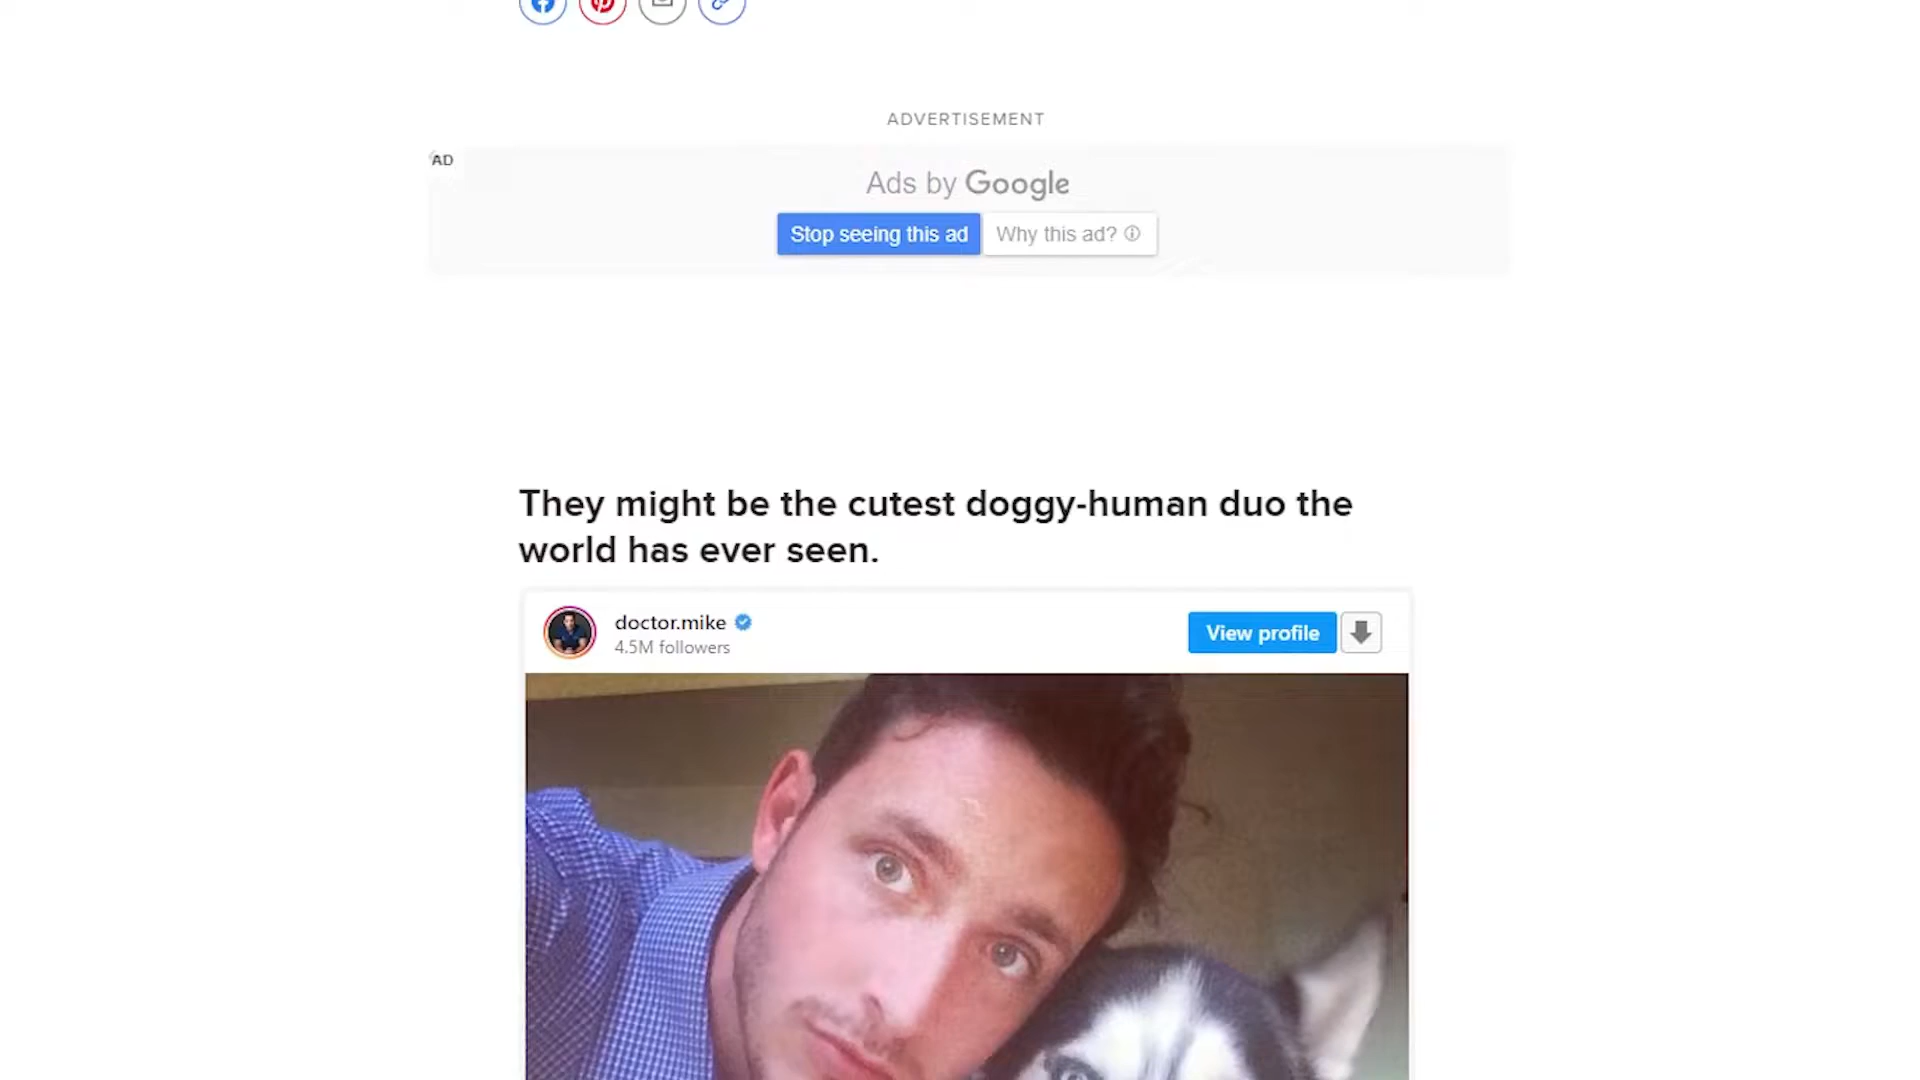 ADVERTISEMENT
AD
Ads by Google
Stop seeing this ad
Why this ad?
They might be the cutest doggy-human duo the
world has ever seen.
doctor.mike
4.5M followers
View profile